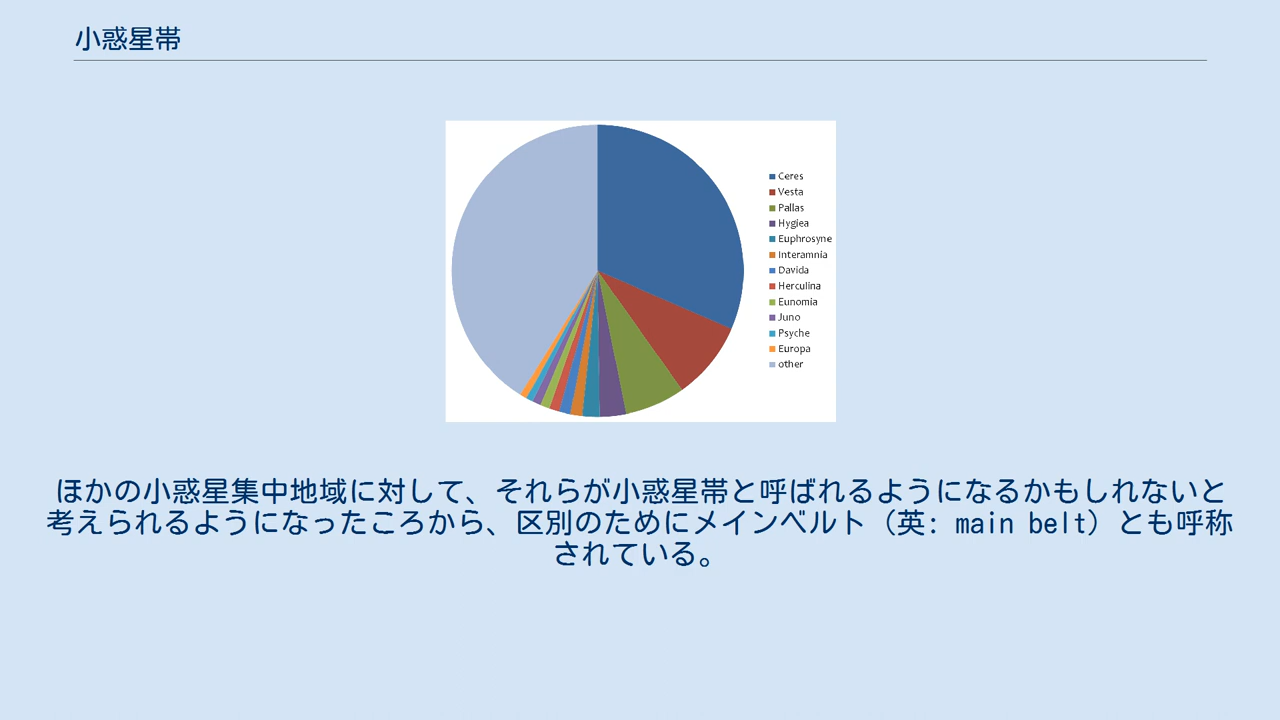 小惑星帯
Ceres
Vesta
Pallas
Hygiea
Euphrosyne
Interamnia
Davida
Herculina
Eunomia
Juno
Psyche
Europa
other
ほかの小惑星集中地域に対して、それらが小惑星帯と呼ばれるようになるかもしれないと
考えられるようになったころから、区別のためにメインベルト（英: main belt）とも呼称
されている。